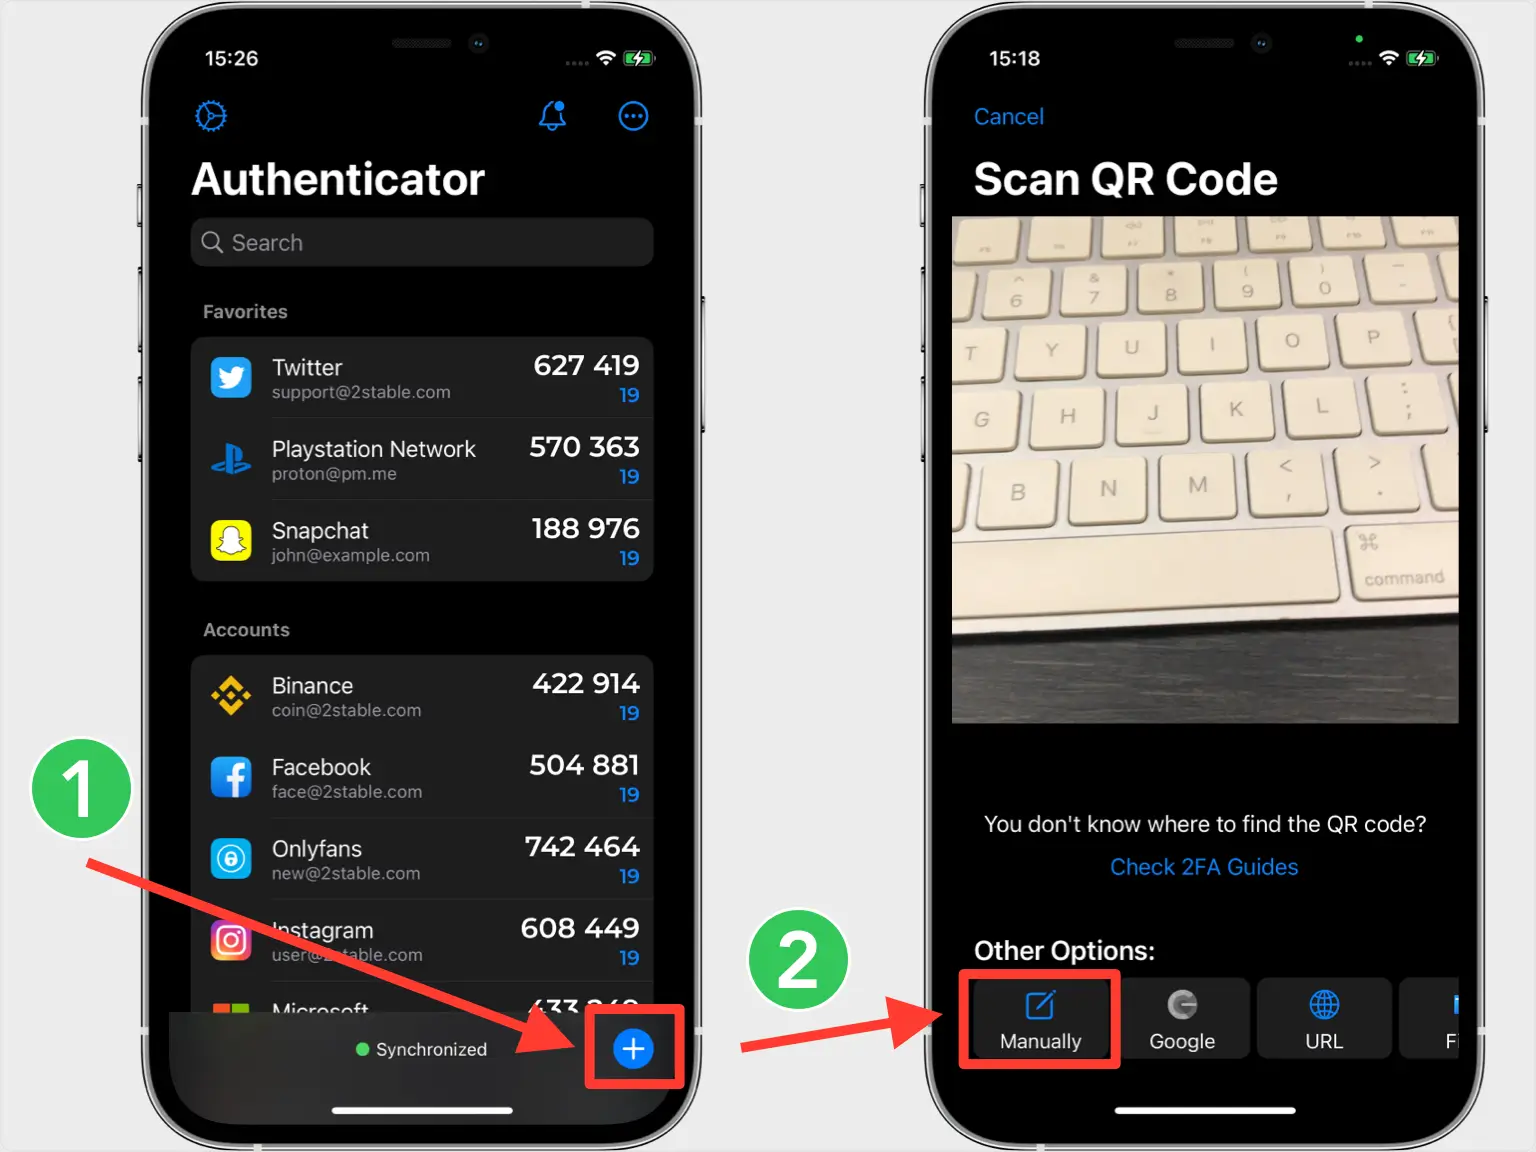 15:26
Authenticator
Search
Favorites
Twitter
627 419
support@2stable.com
19
Playstation Network
570 363
proton@pm.me
19
Snapchat
188 976
john@example.com
19
Accounts
Binance
422 914
coin@2stable.com
19
Facebook
504 881
face@2stable.com
19
Onlyfans
742 464
new@2stable.com
19
Instagram
608 449
user@2stable.com
19
Microsoft
433 249
Synchronized
1
15:18
Cancel
Scan QR Code
6 & 7 * 8 ( 9 ) 0 -
T Y U I O P {
G H J K L : ;
B N M < , > .
⌘
command
You don't know where to find the QR code?
Check 2FA Guides
2
Other Options:
Manually
Google
URL